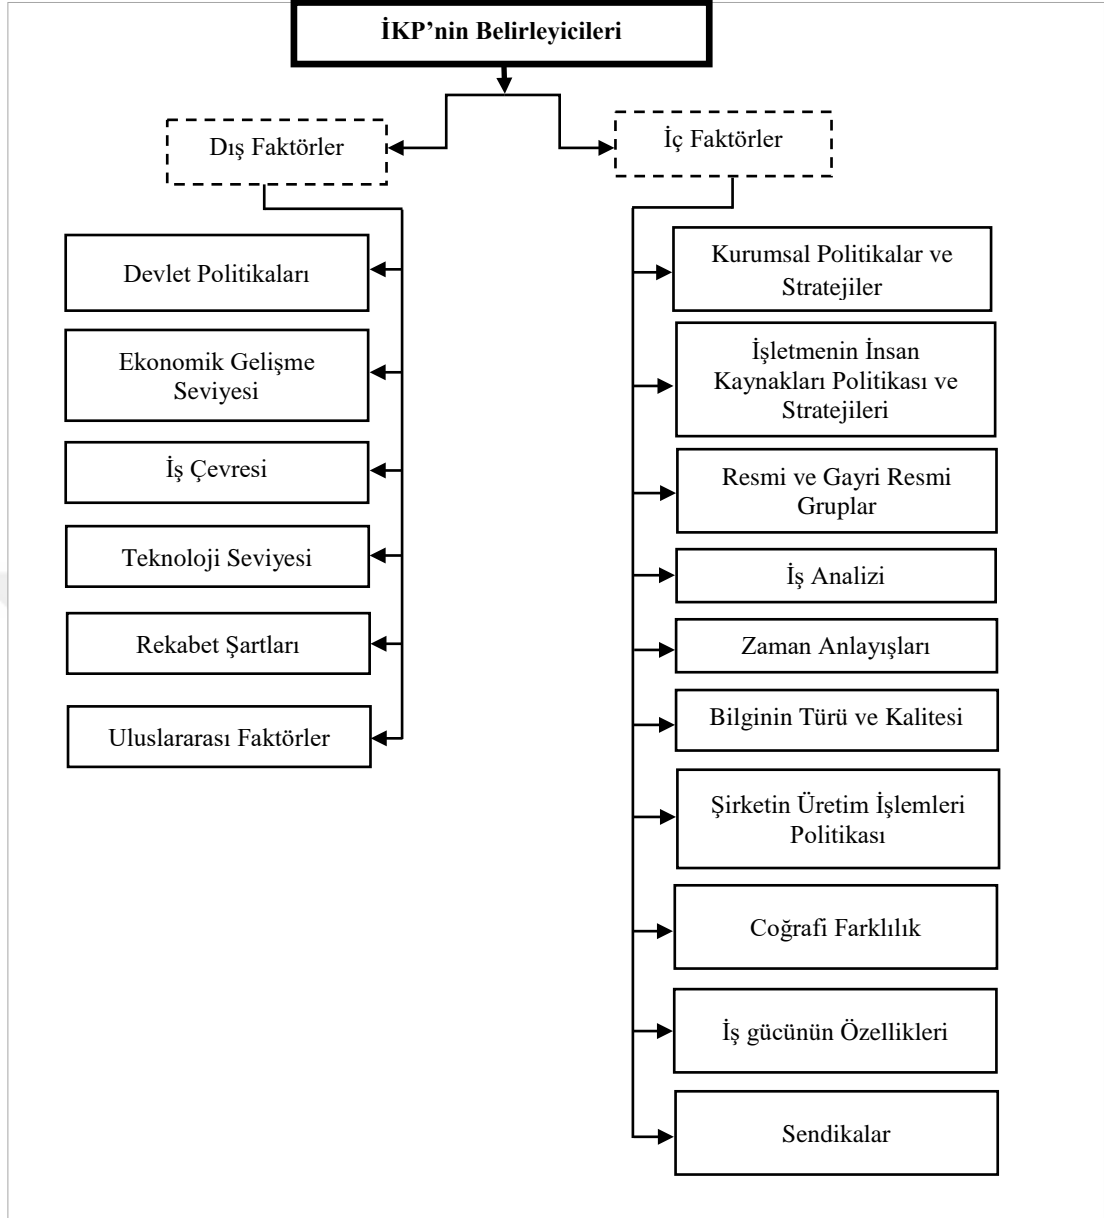 İKP’nin Belirleyicileri
Dış Faktörler
İç Faktörler
Devlet Politikaları
Ekonomik Gelişme
Seviyesi
İş Çevresi
Teknoloji Seviyesi
Rekabet Şartları
Uluslararası Faktörler
Kurumsal Politikalar ve
Stratejiler
İşletmenin İnsan
Kaynakları Politikası ve
Stratejileri
Resmi ve Gayri Resmi
Gruplar
İş Analizi
Zaman Anlayışları
Bilginin Türü ve Kalitesi
Şirketin Üretim İşlemleri
Politikası
Coğrafi Farklılık
İş gücünün Özellikleri
Sendikalar